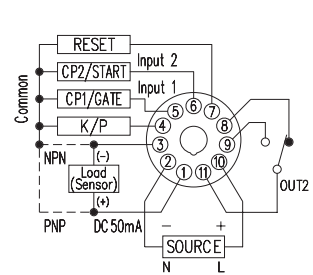 RESET
CP2/START
Input 2
CP1/GATE
Input 1
K/P
Common
5 6 7
4 8
3 9
2 10
1 11
NPN
(-)
Load
(Sensor)
(+)
PNP
DC 50mA
OUT2
- +
SOURCE
N L